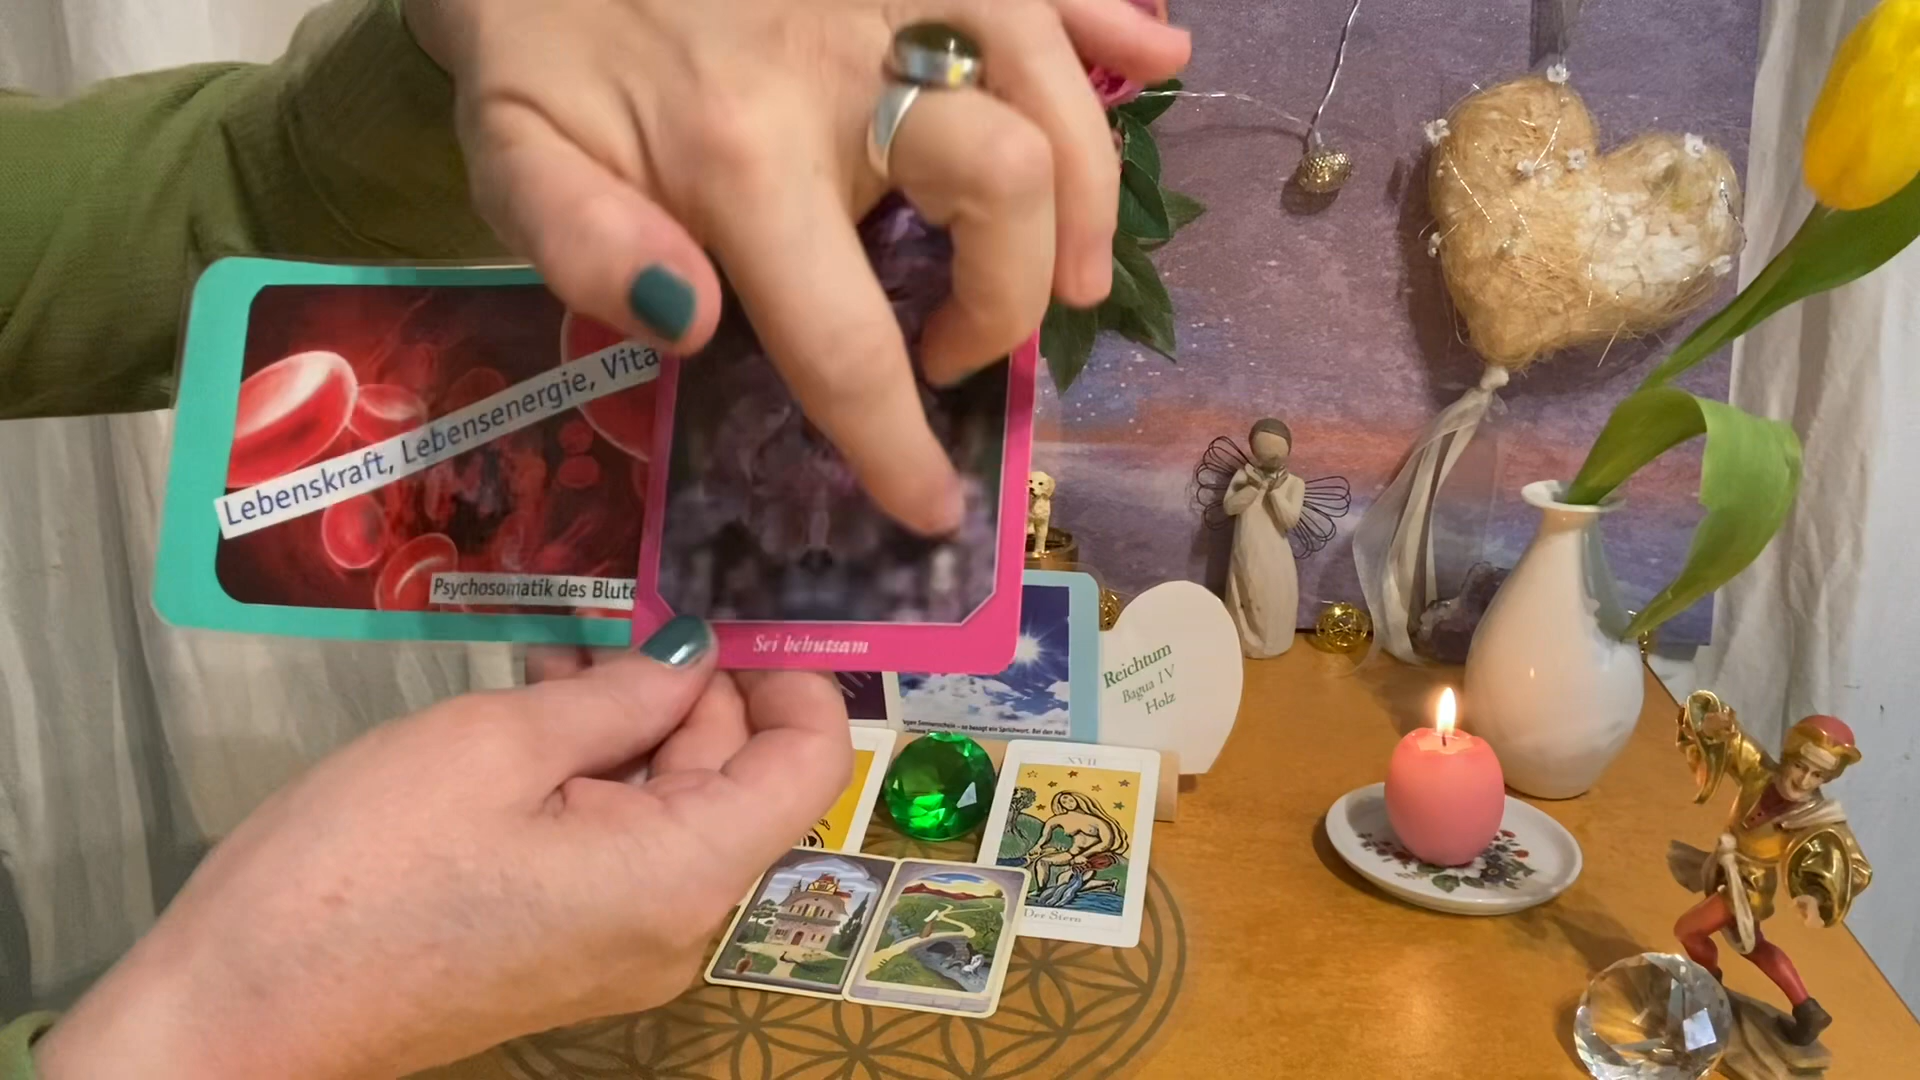 Lebenskraft, Lebensenergie, Vita
Psychosomatik des Blute
Sei behutsam
Reichtum
Bagua IV
Holz
XVII
Der Stern